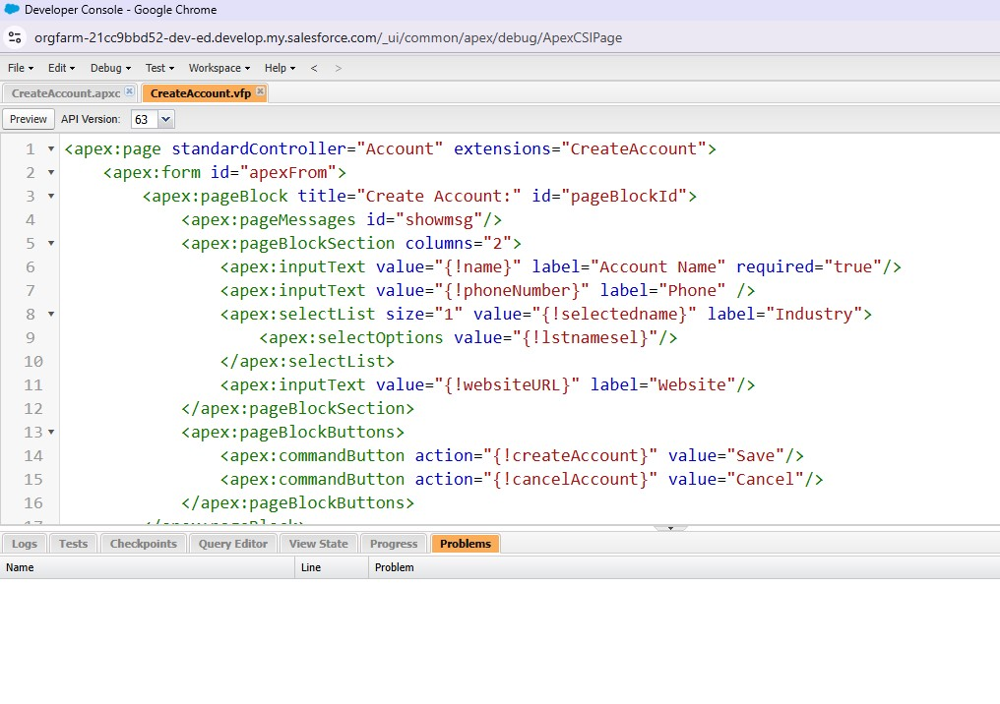 Developer Console - Google Chrome
orgfarm-21cc9bbd52-dev-ed.develop.my.salesforce.com/_ui/common/apex/debug/ApexCSIPage
File Edit Debug Test Workspace Help < >
CreateAccount.apxc CreateAccount.vfp
Preview API Version: 63
1 <apex:page standardController="Account" extensions="CreateAccount">
2 <apex:form id="apexFrom">
3 <apex:pageBlock title="Create Account:" id="pageBlockId">
4 <apex:pageMessages id="showmsg"/>
5 <apex:pageBlockSection columns="2">
6 <apex:inputText value="{!name}" label="Account Name" required="true"/>
7 <apex:inputText value="{!phoneNumber}" label="Phone" />
8 <apex:selectList size="1" value="{!selectedname}" label="Industry">
9 <apex:selectOptions value="{!lstnamesel}"/>
10 </apex:selectList>
11 <apex:inputText value="{!websiteURL}" label="Website"/>
12 </apex:pageBlockSection>
13 <apex:pageBlockButtons>
14 <apex:commandButton action="{!createAccount}" value="Save"/>
15 <apex:commandButton action="{!cancelAccount}" value="Cancel"/>
16 </apex:pageBlockButtons>
17 </apex:pageBlock>
Logs Tests Checkpoints Query Editor View State Progress Problems
Name Line Problem